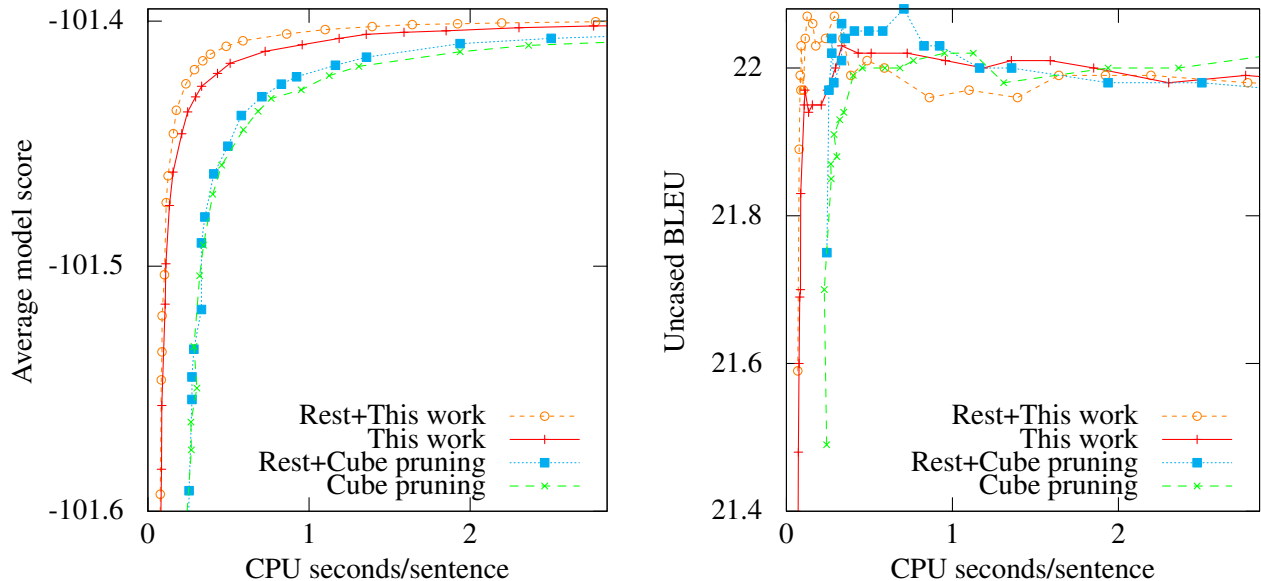 -101.4
-101.5
-101.6
0
1
2
Average model score
CPU seconds/sentence
Rest+This work
This work
Rest+Cube pruning
Cube pruning
22
21.8
21.6
21.4
0
1
2
Uncased BLEU
CPU seconds/sentence
Rest+This work
This work
Rest+Cube pruning
Cube pruning